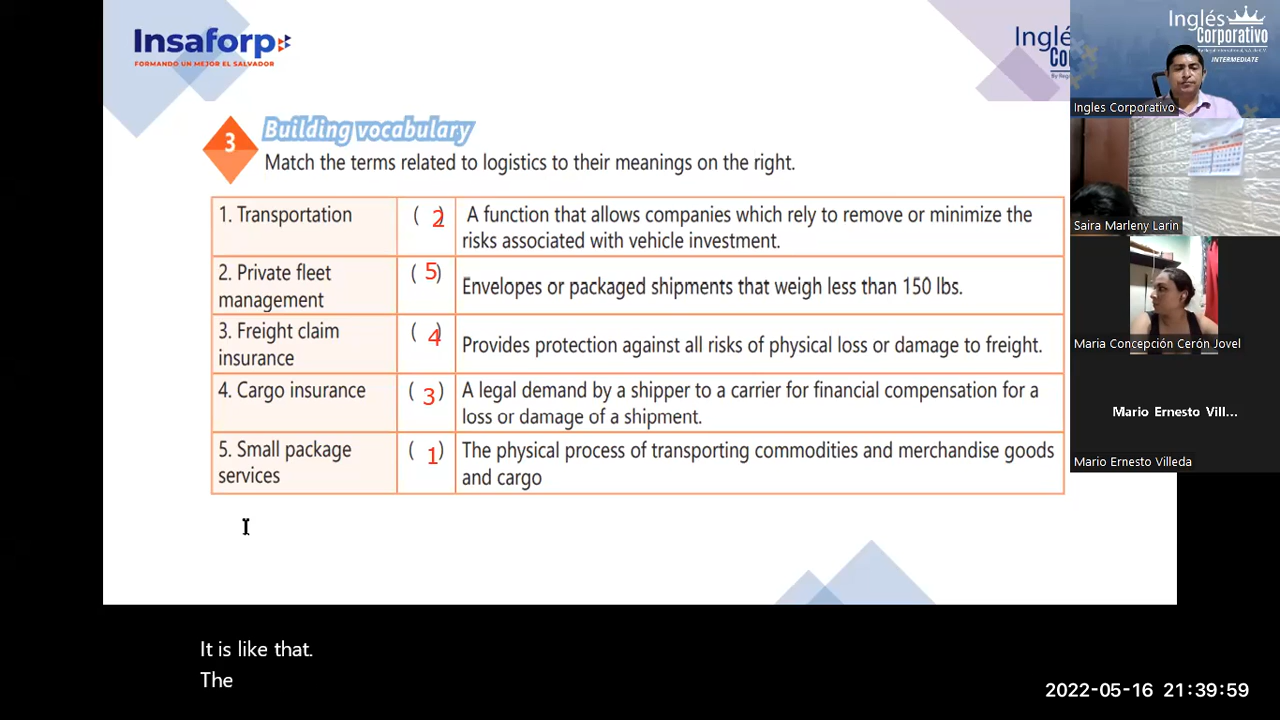 Insaforp
FORMANDO UN MEJOR EL SALVADOR
Inglés
Corporativo
INTERMEDIATE
Ingles Corporativo
3
Building vocabulary
Match the terms related to logistics to their meanings on the right.
1. Transportation
( 2)
A function that allows companies which rely to remove or minimize the
risks associated with vehicle investment.
2. Private fleet
management
( 5)
Envelopes or packaged shipments that weigh less than 150 lbs.
3. Freight claim
insurance
( 4)
Provides protection against all risks of physical loss or damage to freight.
4. Cargo insurance
( 3 )
A legal demand by a shipper to a carrier for financial compensation for a
loss or damage of a shipment.
5. Small package
services
( 1 )
The physical process of transporting commodities and merchandise goods
and cargo
Saira Marleny Larin
Maria Concepción Cerón Jovel
Mario Ernesto Vill...
Mario Ernesto Villeda
It is like that.
The
2022-05-16 21:39:59